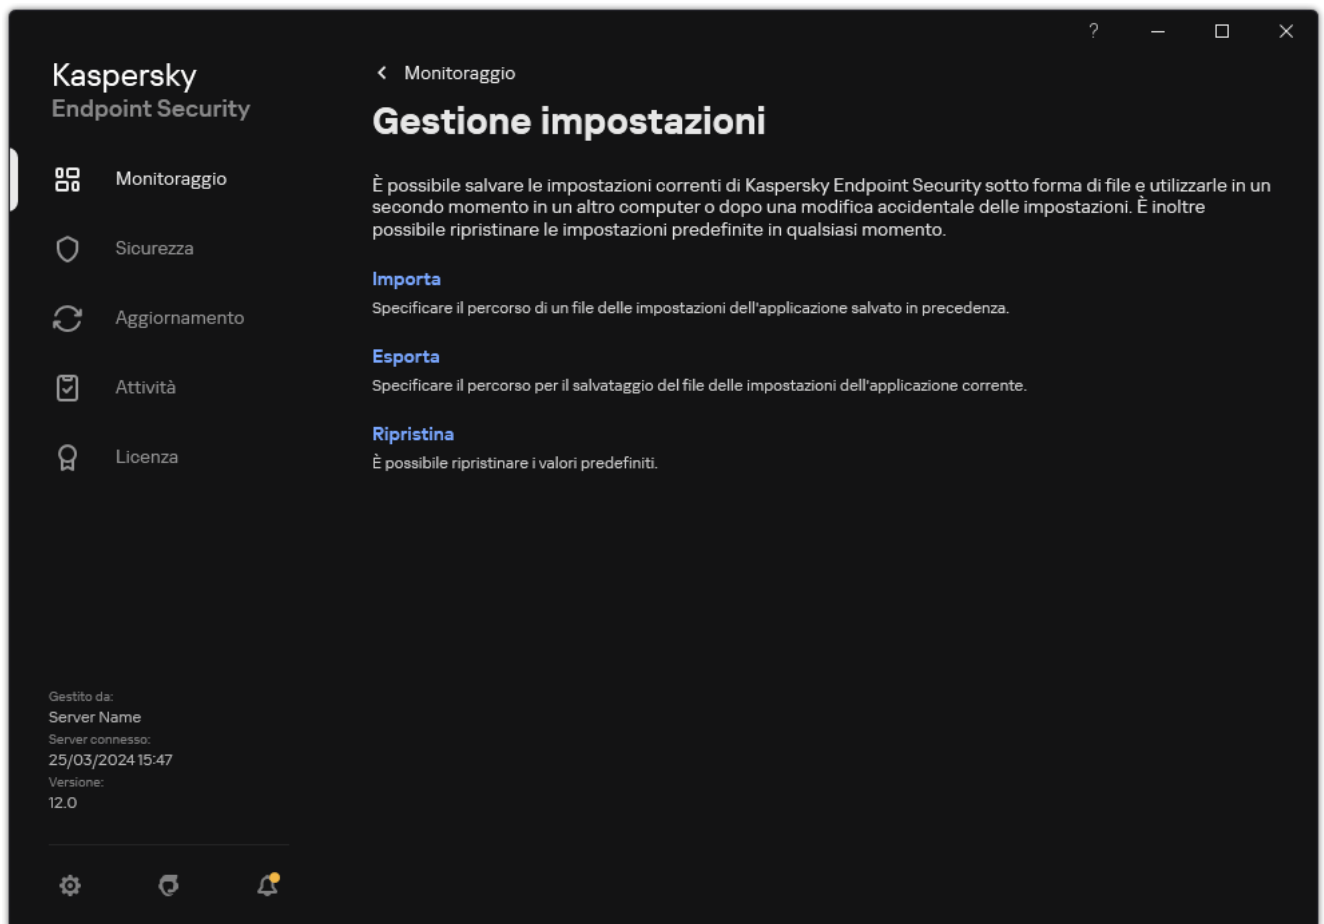 ?
Kaspersky
Endpoint Security
Monitoraggio
Sicurezza
Aggiornamento
Attività
Licenza
Gestito da:
Server Name
Server connesso:
25/03/2024 15:47
Versione:
12.0
Monitoraggio
Gestione impostazioni
È possibile salvare le impostazioni correnti di Kaspersky Endpoint Security sotto forma di file e utilizzarle in un
secondo momento in un altro computer o dopo una modifica accidentale delle impostazioni. È inoltre
possibile ripristinare le impostazioni predefinite in qualsiasi momento.
Importa
Specificare il percorso di un file delle impostazioni dell'applicazione salvato in precedenza.
Esporta
Specificare il percorso per il salvataggio del file delle impostazioni dell'applicazione corrente.
Ripristina
È possibile ripristinare i valori predefiniti.